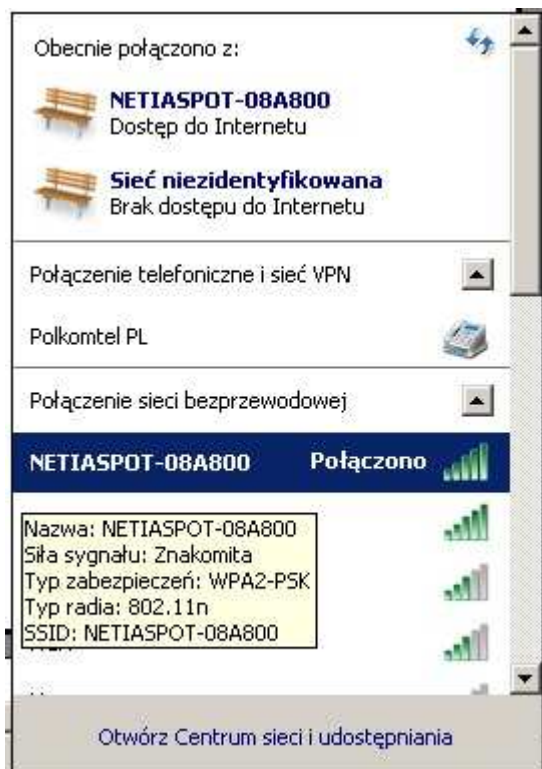 Obecnie połączono z:
NETIASPOT-08A800
Dostęp do Internetu
Sieć niezidentyfikowana
Brak dostępu do Internetu
Połączenie telefoniczne i sieć VPN
Polkomtel PL
Połączenie sieci bezprzewodowej
NETIASPOT-08A800 Połączono
Nazwa: NETIASPOT-08A800
Siła sygnału: Znakomita
Typ zabezpieczeń: WPA2-PSK
Typ radia: 802.11n
SSID: NETIASPOT-08A800
Otwórz Centrum sieci i udostępniania